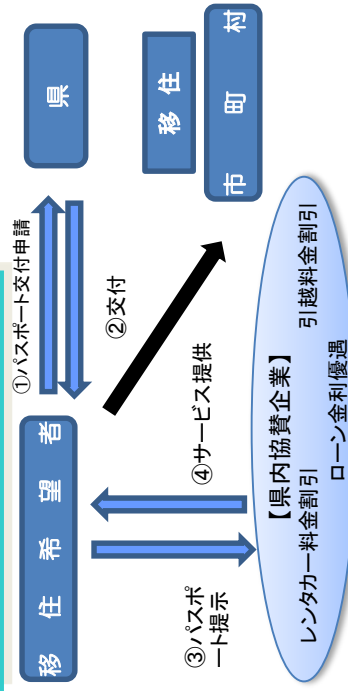 県
①パスポート交付申請
②交付
移住希望者
移住
市町村
③パスポ
ート提示
④サービス提供
【県内協賛企業】
レンタカー料金割引
引越料金割引
ローン金利優遇